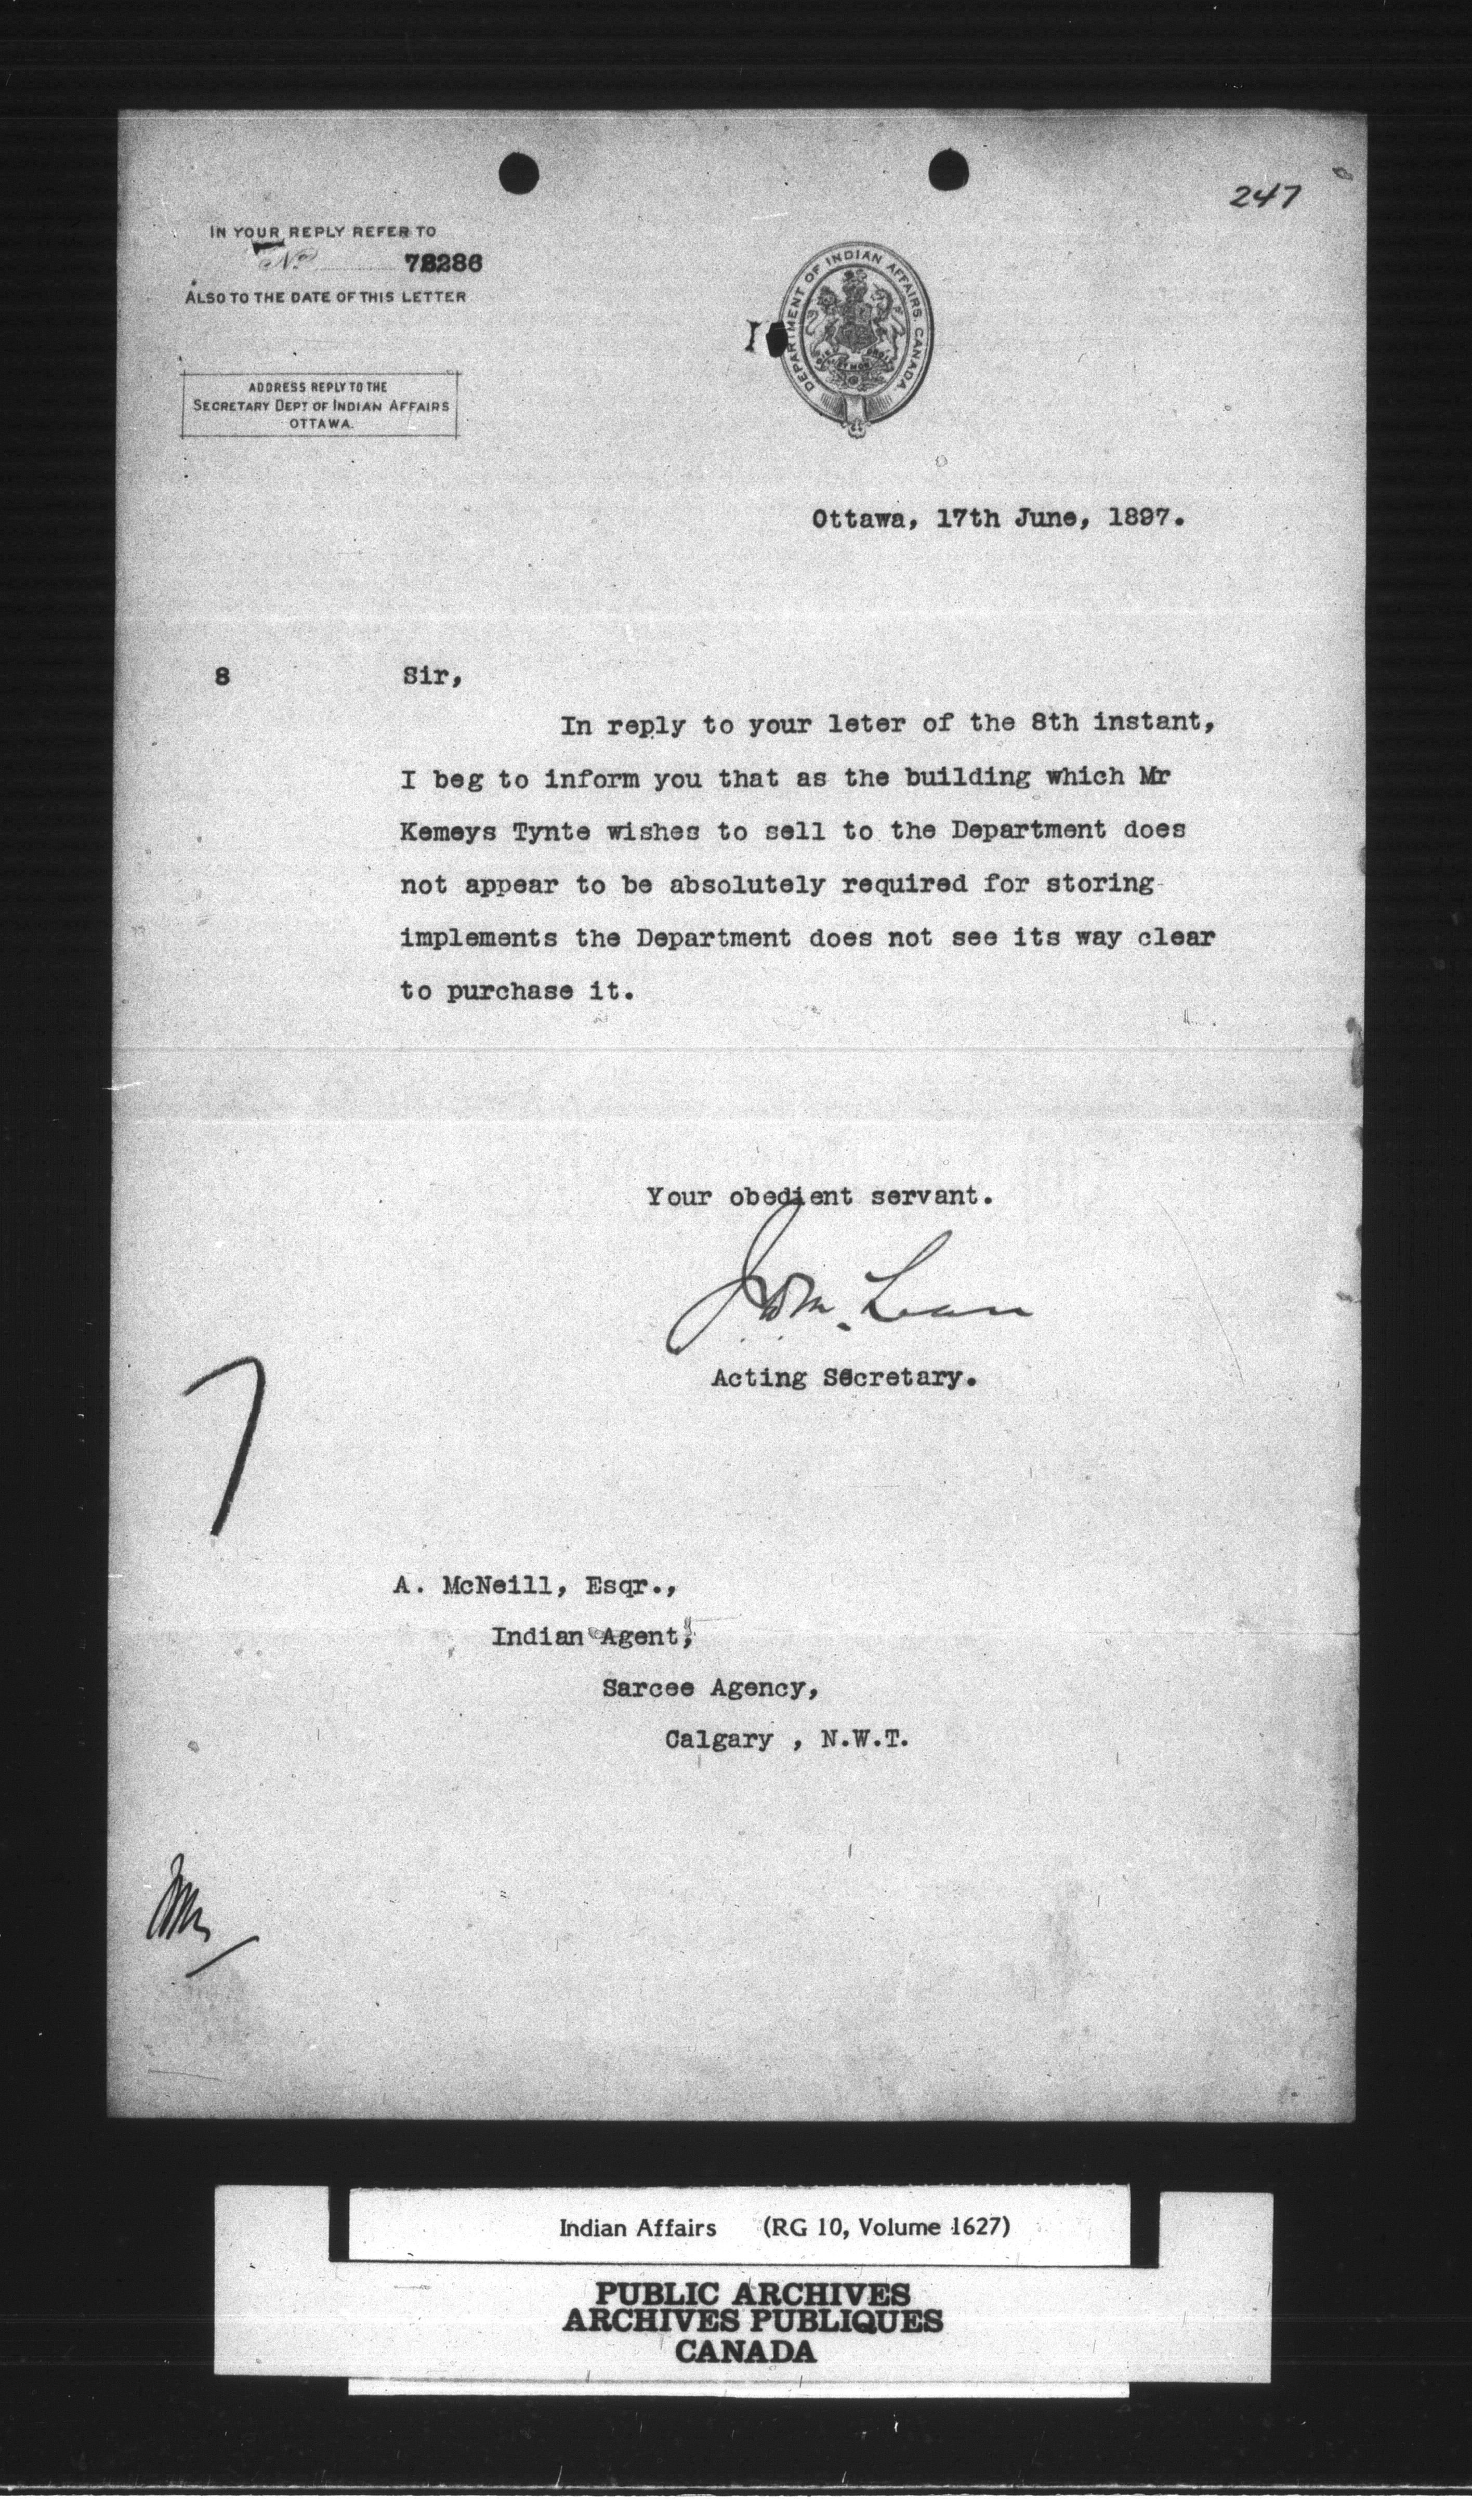 247
IN YOUR REPLY REFER TO
No 78286
ALSO TO THE DATE OF THIS LETTER
ADDRESS REPLY TO THE
SECRETARY DEPT OF INDIAN AFFAIRS
OTTAWA.
DEPARTMENT OF INDIAN AFFAIRS. CANADA
Ottawa, 17th June, 1897.
8 Sir,
In reply to your leter of the 8th instant,
I beg to inform you that as the building which Mr
Kemeys Tynte wishes to sell to the Department does
not appear to be absolutely required for storing
implements the Department does not see its way clear
to purchase it.
Your obedient servant.
J D McLean
Acting Secretary.
7
A. McNeill, Esqr.,
Indian Agent,
Sarcee Agency,
Calgary , N.W.T.
Indian Affairs (RG 10, Volume 1627)
PUBLIC ARCHIVES
ARCHIVES PUBLIQUES
CANADA